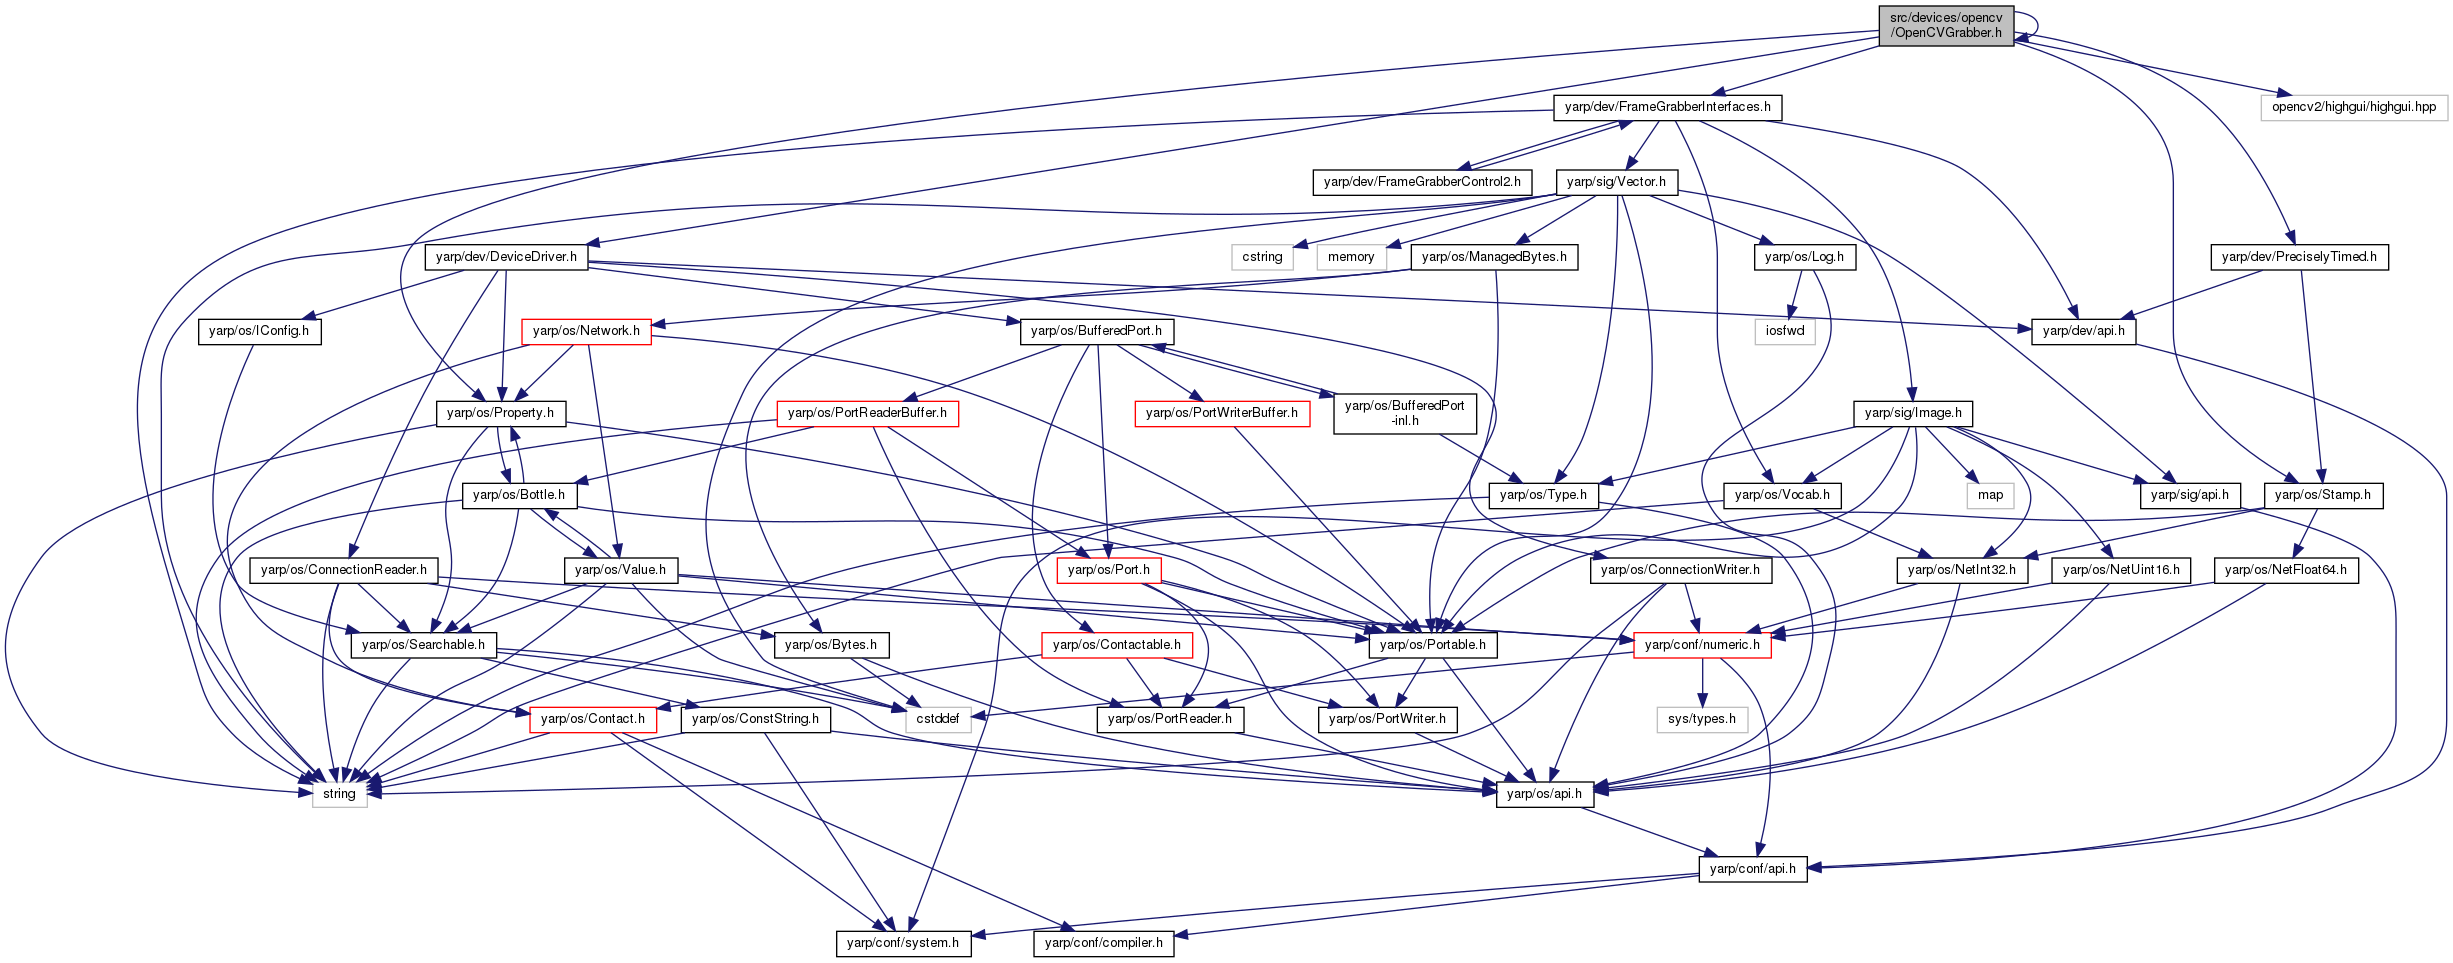 src/devices/opencv
/OpenCVGrabber.h
yarp/dev/FrameGrabberInterfaces.h
opencv2/highgui/highgui.hpp
yarp/dev/FrameGrabberControl2.h
yarp/sig/Vector.h
yarp/dev/DeviceDriver.h
cstring
memory
yarp/os/ManagedBytes.h
yarp/os/Log.h
yarp/dev/PreciselyTimed.h
yarp/os/IConfig.h
yarp/os/Network.h
yarp/os/BufferedPort.h
iosfwd
yarp/dev/api.h
yarp/os/Property.h
yarp/os/PortReaderBuffer.h
yarp/os/PortWriterBuffer.h
yarp/os/BufferedPort
-inl.h
yarp/sig/Image.h
yarp/os/Bottle.h
yarp/os/Type.h
yarp/os/Vocab.h
map
yarp/sig/api.h
yarp/os/Stamp.h
yarp/os/ConnectionReader.h
yarp/os/Value.h
yarp/os/Port.h
yarp/os/ConnectionWriter.h
yarp/os/NetInt32.h
yarp/os/NetUint16.h
yarp/os/NetFloat64.h
yarp/os/Searchable.h
yarp/os/Bytes.h
yarp/os/Contactable.h
yarp/os/Portable.h
yarp/conf/numeric.h
yarp/os/Contact.h
yarp/os/ConstString.h
cstddef
yarp/os/PortReader.h
yarp/os/PortWriter.h
sys/types.h
string
yarp/os/api.h
yarp/conf/api.h
yarp/conf/system.h
yarp/conf/compiler.h